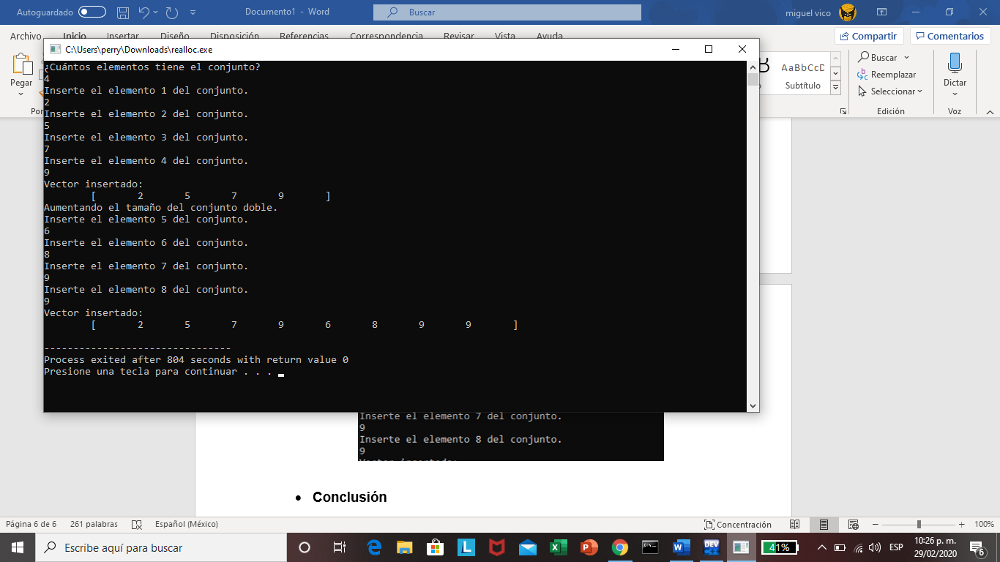 Autoguardado
Documento1 - Word
Buscar
miguel vico
Archivo Inicio Insertar Diseño Disposición Referencias Correspondencia Revisar Vista Ayuda
Compartir
Comentarios
Pegar
AaBbCcD
Subtítulo
Buscar
Reemplazar
Seleccionar
Edición
Dictar
Voz
C:\Users\perry\Downloads\realloc.exe
¿Cuántos elementos tiene el conjunto?
4
Inserte el elemento 1 del conjunto.
2
Inserte el elemento 2 del conjunto.
5
Inserte el elemento 3 del conjunto.
7
Inserte el elemento 4 del conjunto.
9
Vector insertado:
[ 2 5 7 9 ]
Aumentando el tamaño del conjunto doble.
Inserte el elemento 5 del conjunto.
6
Inserte el elemento 6 del conjunto.
8
Inserte el elemento 7 del conjunto.
9
Inserte el elemento 8 del conjunto.
9
Vector insertado:
[ 2 5 7 9 6 8 9 9 ]
--------------------------------
Process exited after 804 seconds with return value 0
Presione una tecla para continuar . . .
Inserte el elemento 7 del conjunto.
9
Inserte el elemento 8 del conjunto.
9
• Conclusión
Página 6 de 6 261 palabras Español (México)
Concentración
100%
Escribe aquí para buscar
DEV
41%
ESP
10:26 p. m.
29/02/2020
6